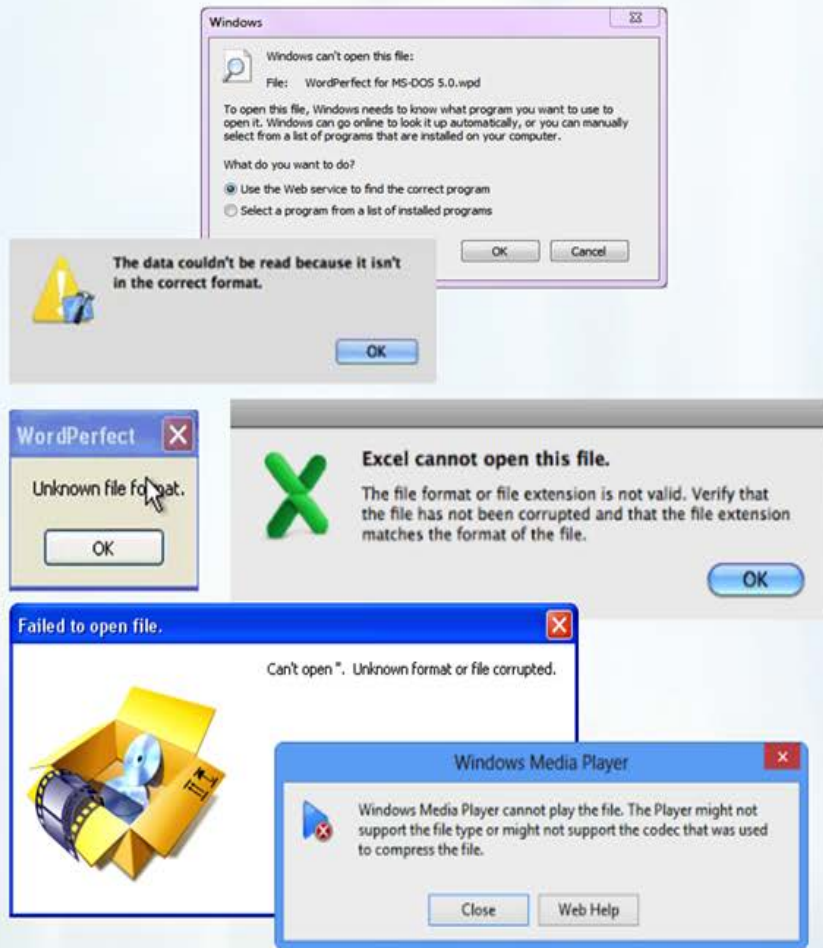 Windows
Windows can't open this file:
File: WordPerfect for MS-DOS 5.0.wpd
To open this file, Windows needs to know what program you want to use to
open it. Windows can go online to look it up automatically, or you can manually
select from a list of programs that are installed on your computer.
What do you want to do?
Use the Web service to find the correct program
Select a program from a list of installed programs
OK Cancel
The data couldn't be read because it isn't
in the correct format.
OK
WordPerfect
Unknown file format.
OK
Excel cannot open this file.
The file format or file extension is not valid. Verify that
the file has not been corrupted and that the file extension
matches the format of the file.
OK
Failed to open file.
Can't open ''. Unknown format or file corrupted.
Windows Media Player
Windows Media Player cannot play the file. The Player might not
support the file type or might not support the codec that was used
to compress the file.
Close Web Help